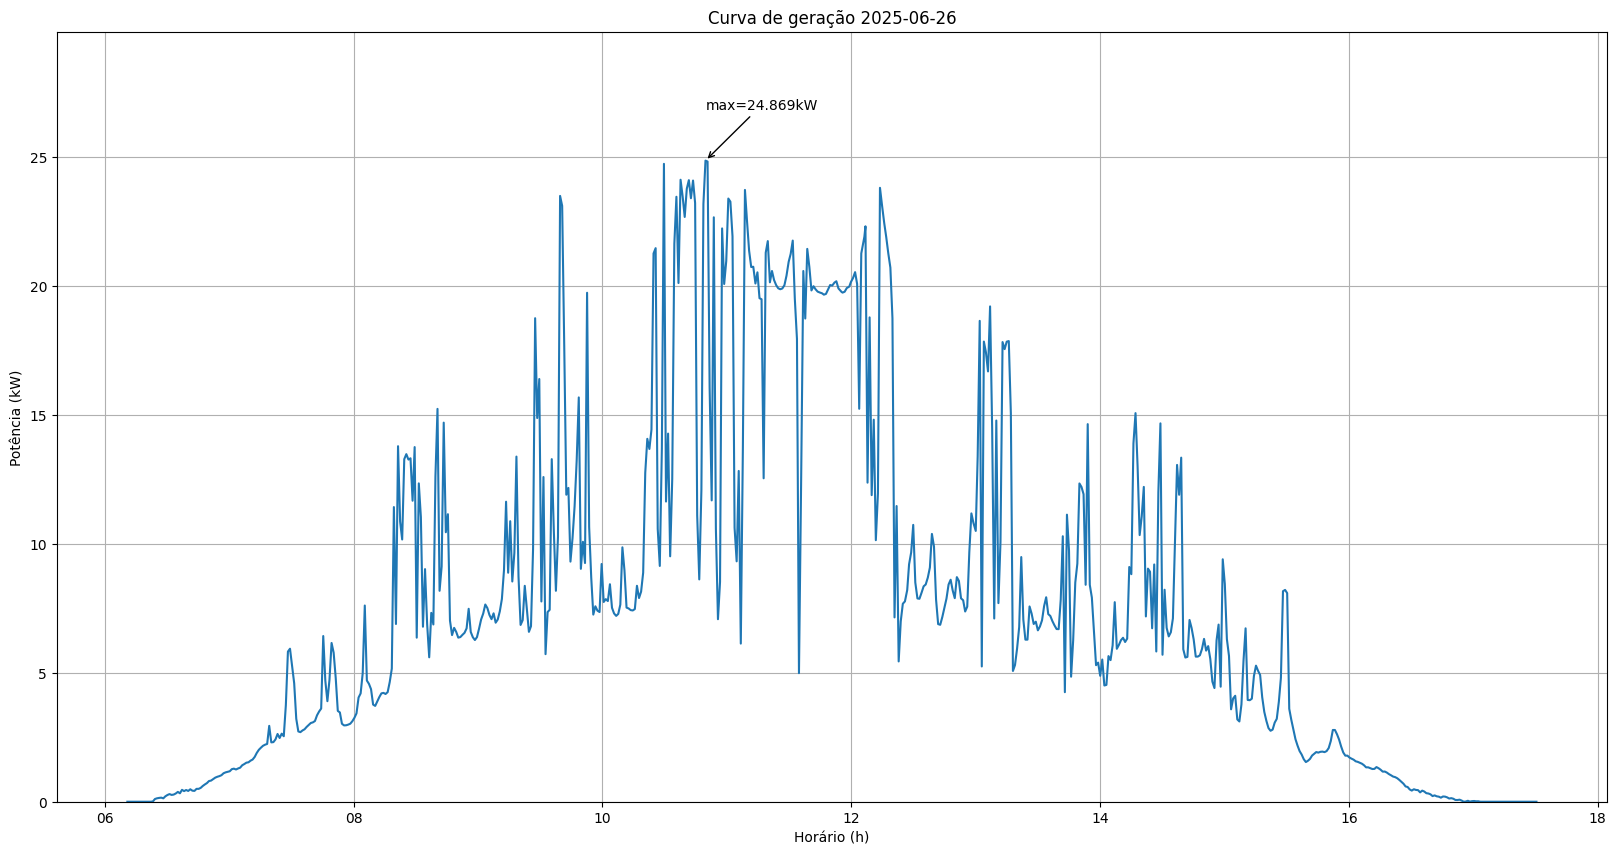 Curva de geração 2025-06-26
max=24.869kW
Potência (kW)
25
20
15
10
5
0
06 08 10 12 14 16 18
Horário (h)